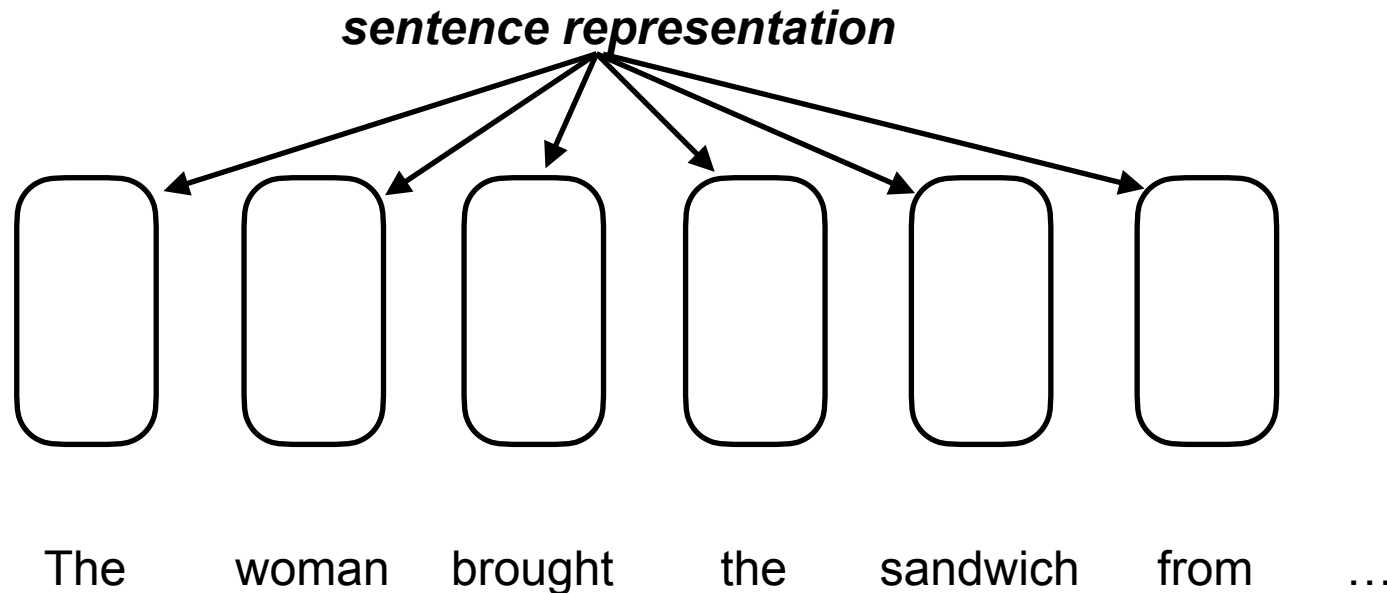 sentence representation
The woman brought the sandwich from …